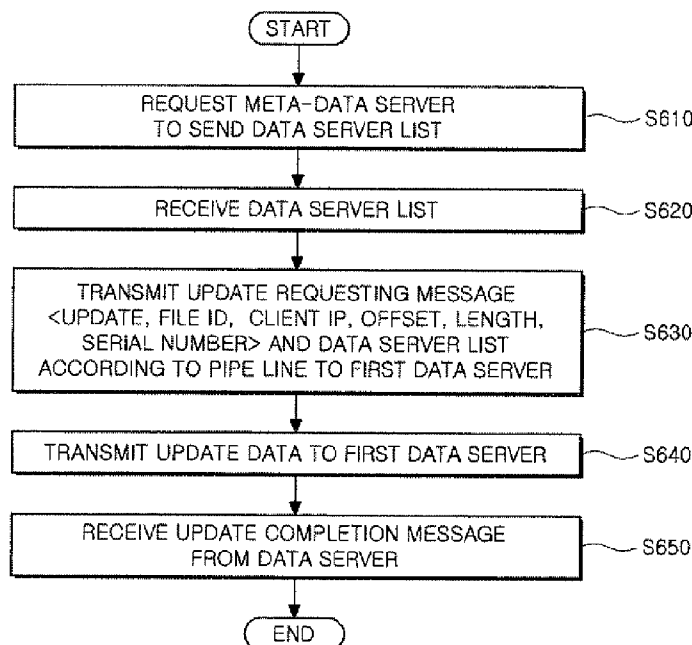 START
REQUEST META-DATA SERVER
TO SEND DATA SERVER LIST
S610
RECEIVE DATA SERVER LIST
S620
TRANSMIT UPDATE REQUESTING MESSAGE
<UPDATE, FILE ID, CLIENT IP, OFFSET, LENGTH,
SERIAL NUMBER> AND DATA SERVER LIST
ACCORDING TO PIPE LINE TO FIRST DATA SERVER
S630
TRANSMIT UPDATE DATA TO FIRST DATA SERVER
S640
RECEIVE UPDATE COMPLETION MESSAGE
FROM DATA SERVER
S650
END